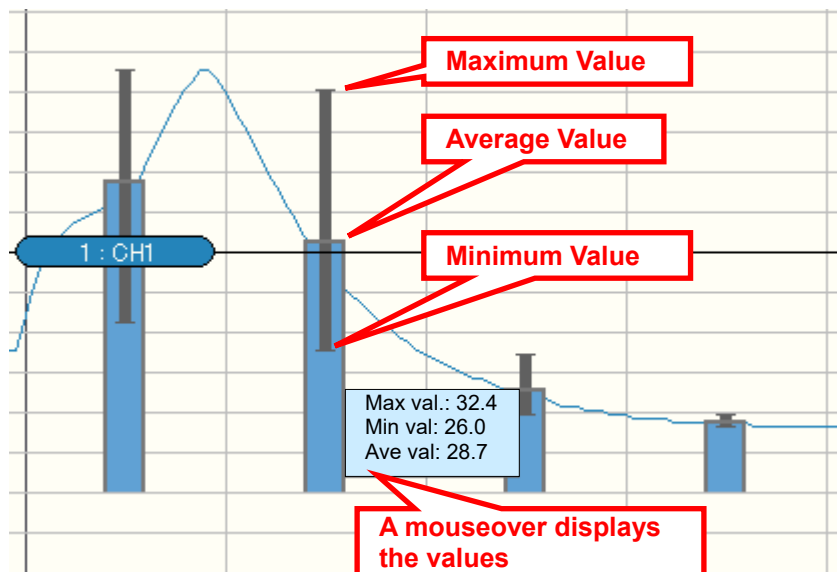 Maximum Value
Average Value
1 : CH1
Minimum Value
Max val.: 32.4
Min val: 26.0
Ave val: 28.7
A mouseover displays
the values